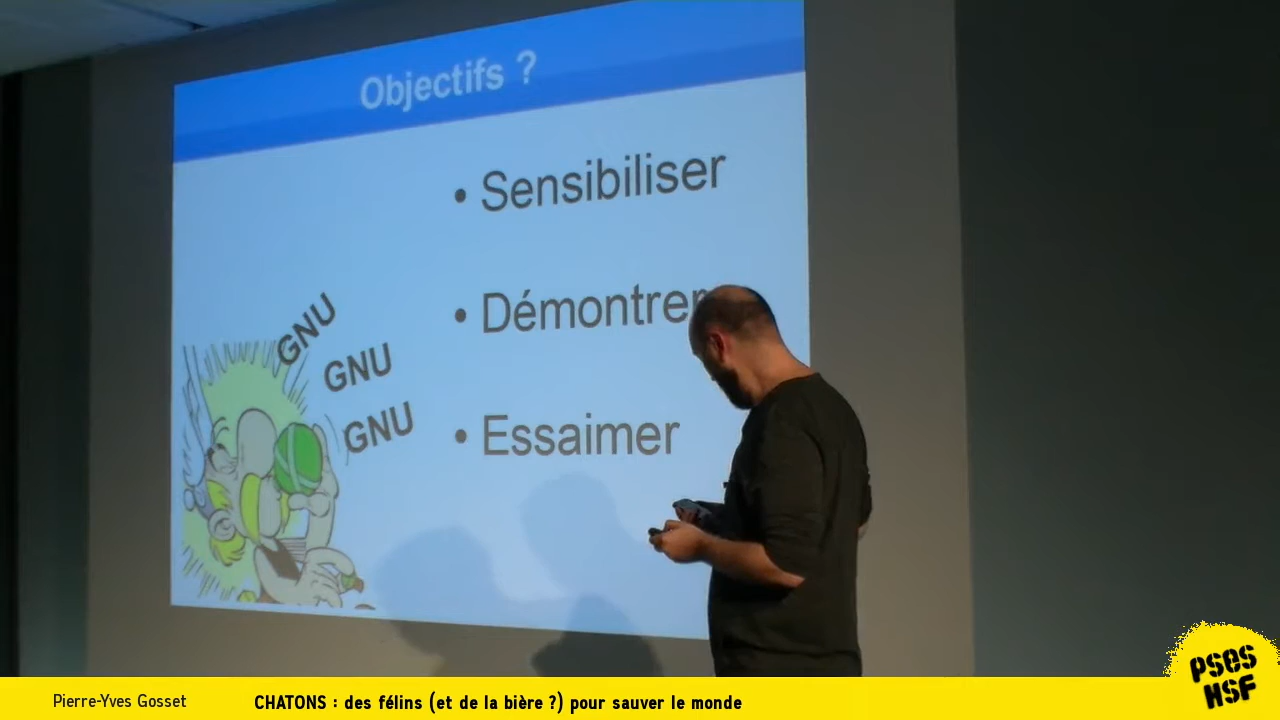 Objectifs ?
• Sensibiliser
• Démontrer
• Essaimer
GNU
GNU
GNU
PSES
HSF
Pierre-Yves Gosset
CHATONS : des félins (et de la bière ?) pour sauver le monde